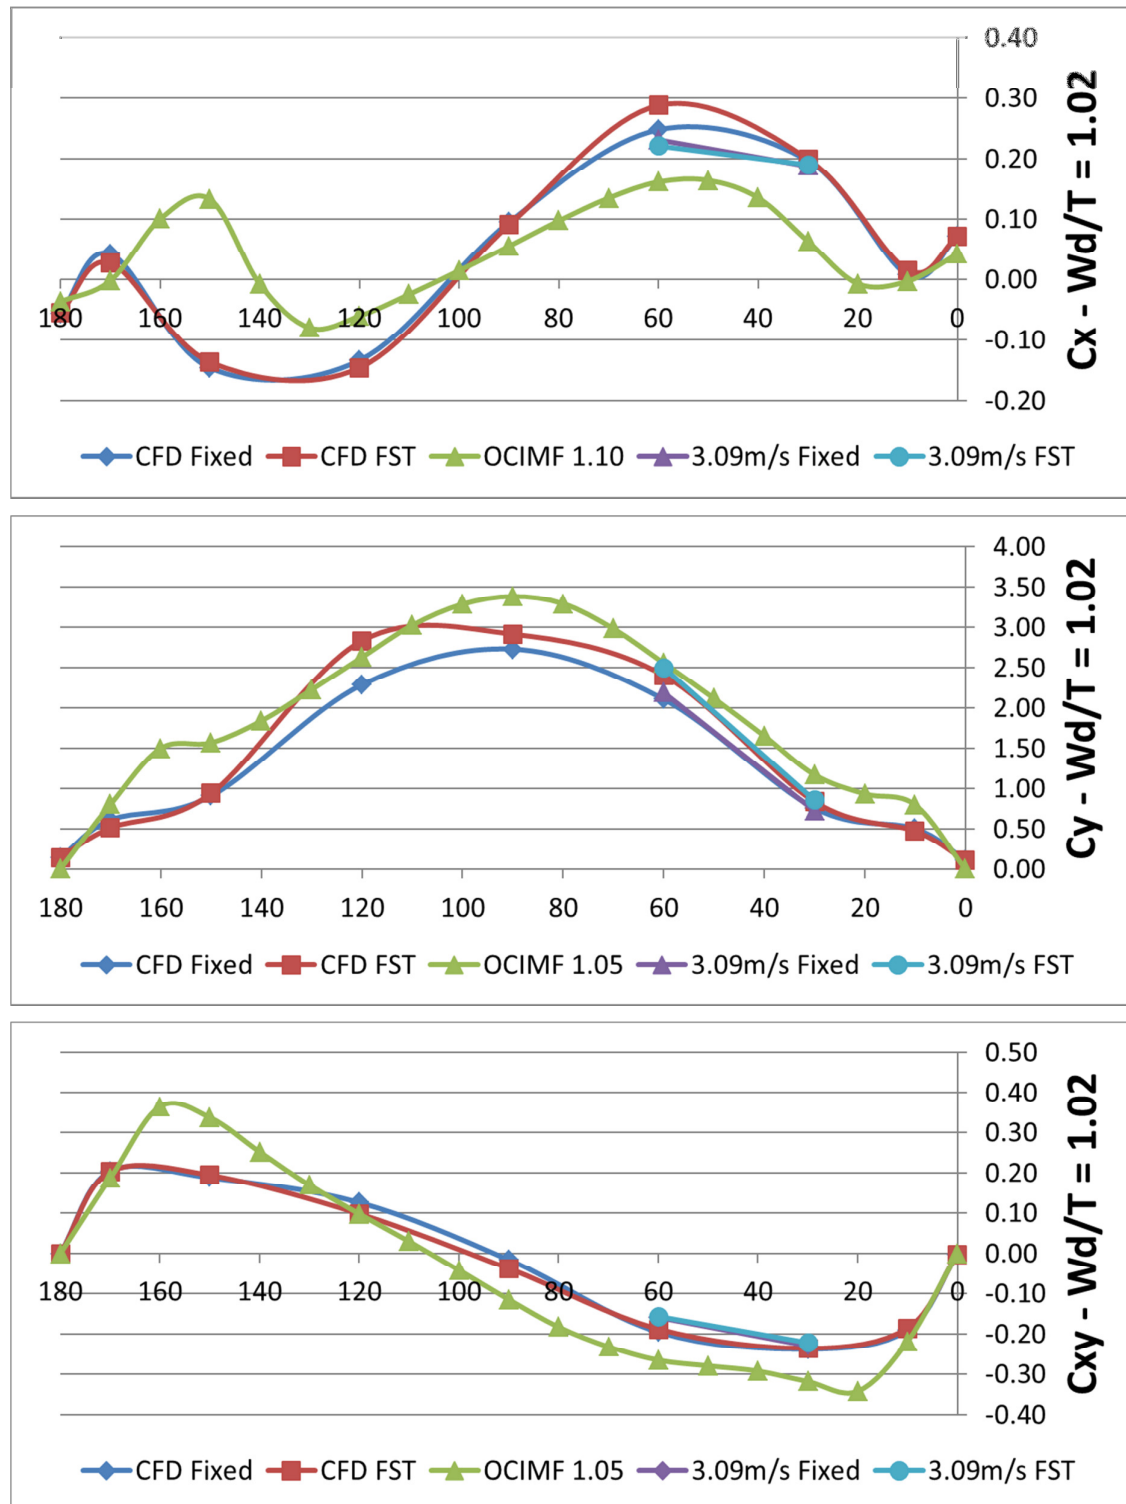 0.40
0.30
0.20
0.10
0.00
-0.10
-0.20
180 160 140 120 100 80 60 40 20 0
Cx - Wd/T = 1.02
CFD Fixed CFD FST OCIMF 1.10 3.09m/s Fixed 3.09m/s FST
4.00
3.50
3.00
2.50
2.00
1.50
1.00
0.50
0.00
180 160 140 120 100 80 60 40 20 0
Cy - Wd/T = 1.02
CFD Fixed CFD FST OCIMF 1.05 3.09m/s Fixed 3.09m/s FST
0.50
0.40
0.30
0.20
0.10
0.00
-0.10
-0.20
-0.30
-0.40
180 160 140 120 100 80 60 40 20 0
Cxy - Wd/T = 1.02
CFD Fixed CFD FST OCIMF 1.05 3.09m/s Fixed 3.09m/s FST